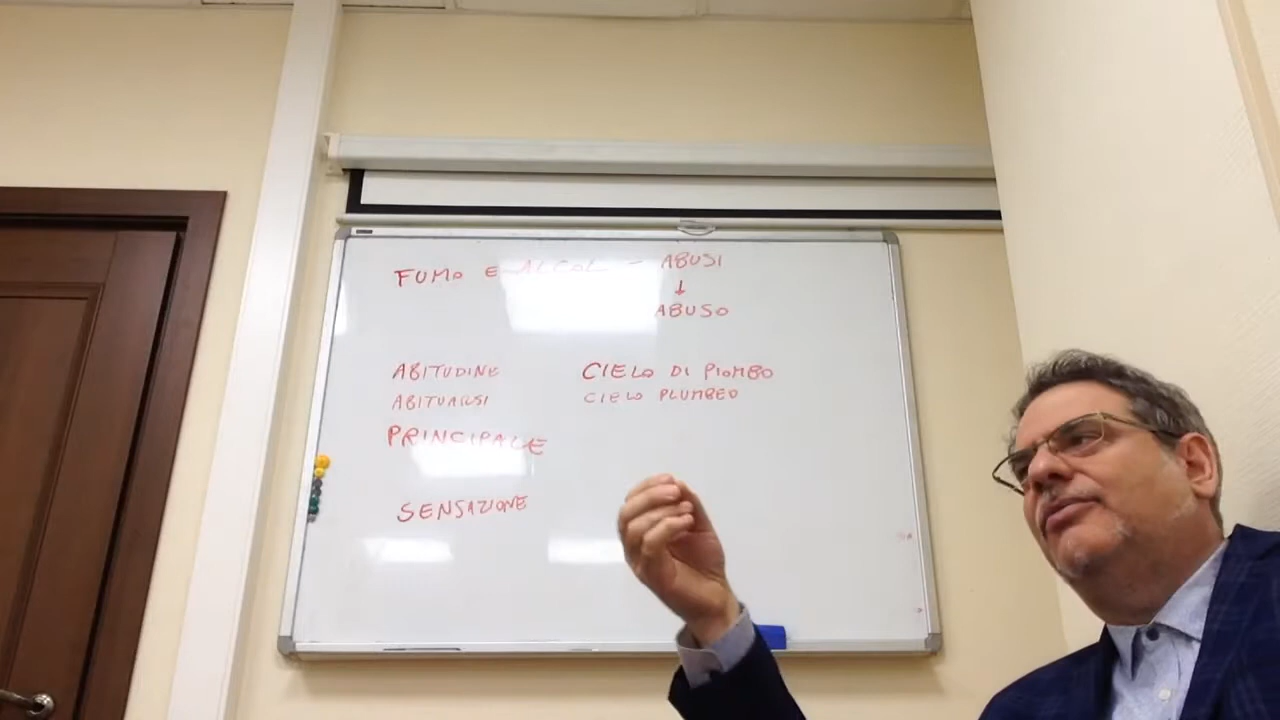 FUMO E ALCOL - ABUSI
↓
ABUSO
ABITUDINE
ABITUARSI
PRINCIPALE
SENSAZIONE
CIELO DI PIOMBO
CIELO PLUMBEO